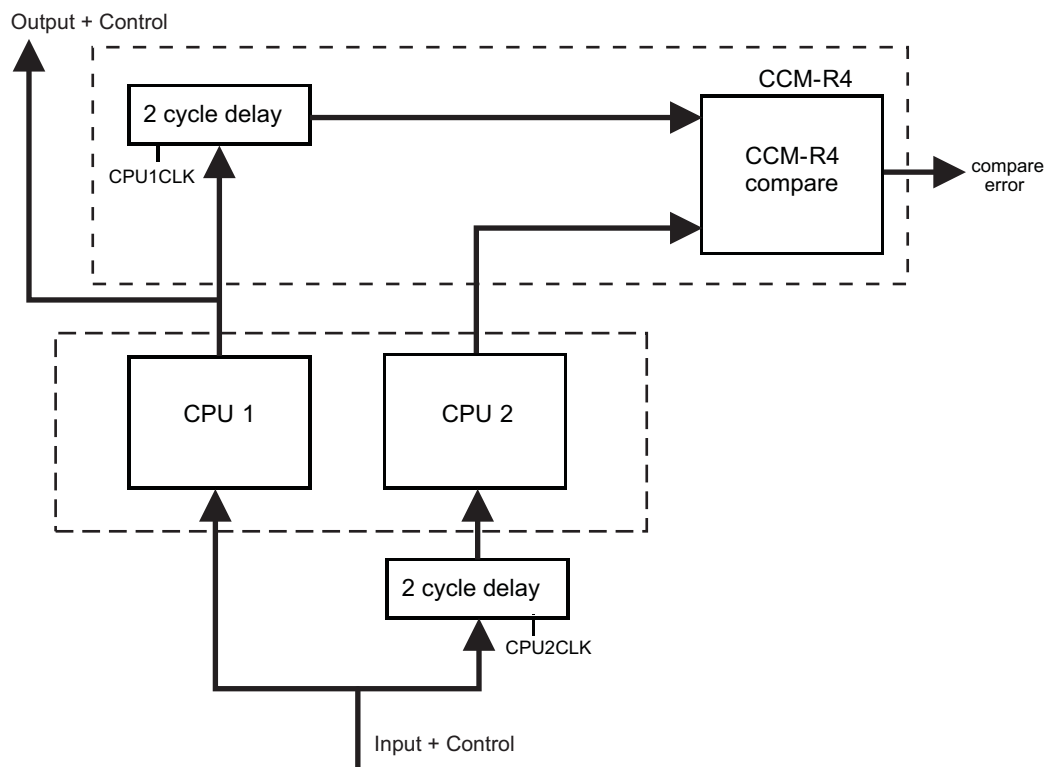 Output + Control
CCM-R4
2 cycle delay
CPU1CLK
CCM-R4
compare
compare
error
CPU 1
CPU 2
2 cycle delay
CPU2CLK
Input + Control